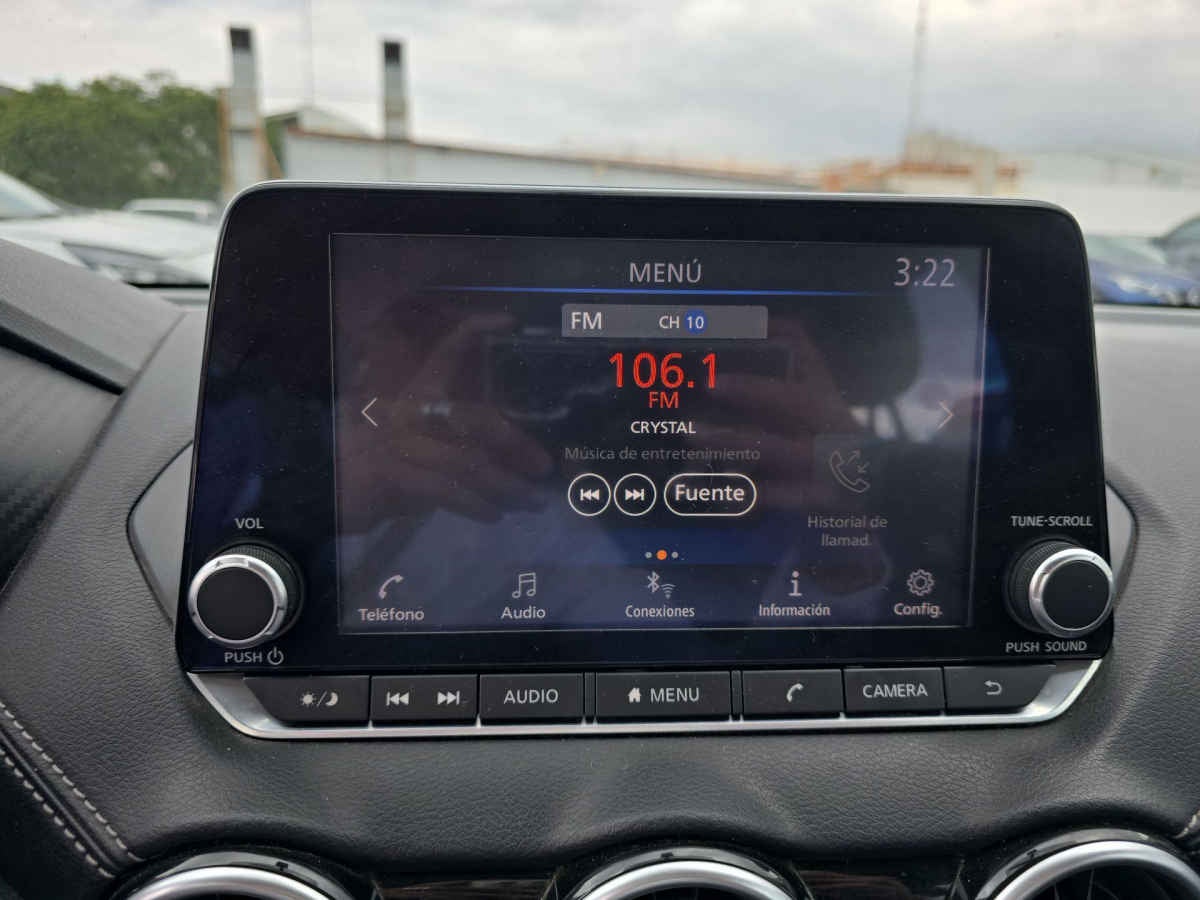 MENÚ
3:22
FM CH 10
106.1
FM
CRYSTAL
Música de entretenimiento
Fuente
Historial de
llamad.
Teléfono
Audio
Conexiones
Información
Config.
VOL
PUSH
TUNE·SCROLL
PUSH SOUND
AUDIO
MENU
CAMERA